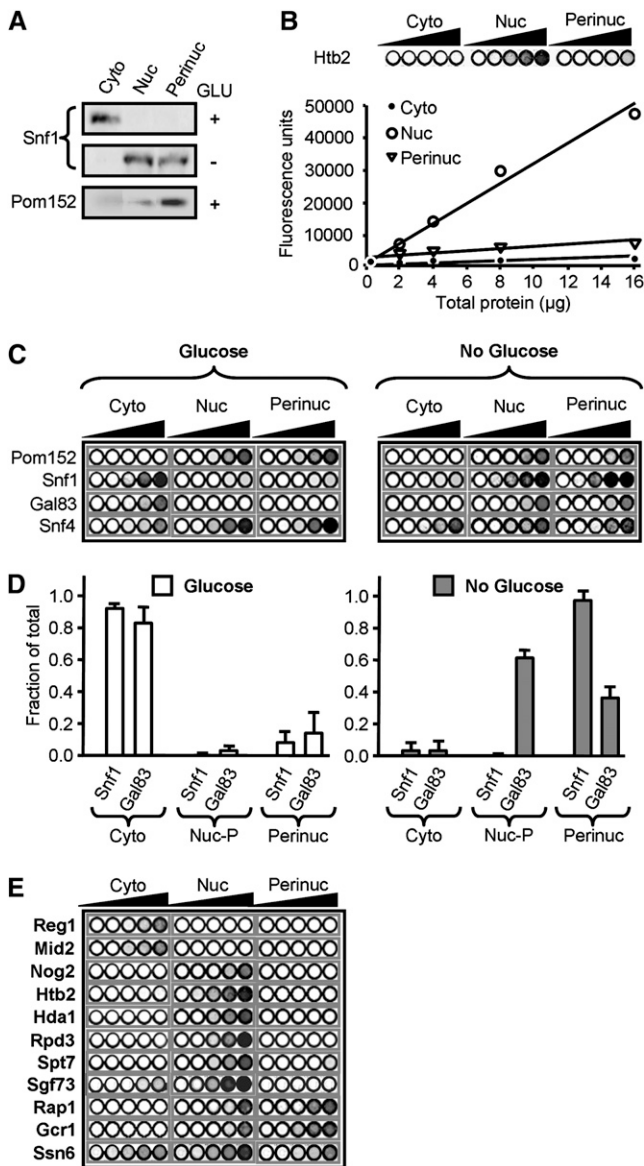 A
Cyto Nuc Perinuc GLU
Snf1 +
-
Pom152 +
B
Cyto Nuc Perinuc
Htb2
Fluorescence units
50000
40000
30000
20000
10000
0
Cyto
Nuc
Perinuc
0 2 4 6 8 10 12 14 16
Total protein (µg)
C
Glucose No Glucose
Cyto Nuc Perinuc Cyto Nuc Perinuc
Pom152
Snf1
Gal83
Snf4
D
Glucose No Glucose
Fraction of total
1.0 1.0
0.8 0.8
0.6 0.6
0.4 0.4
0.2 0.2
0.0 0.0
Snf1 Gal83 Snf1 Gal83 Snf1 Gal83 Snf1 Gal83 Snf1 Gal83 Snf1 Gal83
Cyto Nuc-P Perinuc Cyto Nuc-P Perinuc
E
Cyto Nuc Perinuc
Reg1
Mid2
Nog2
Htb2
Hda1
Rpd3
Spt7
Sgf73
Rap1
Gcr1
Ssn6